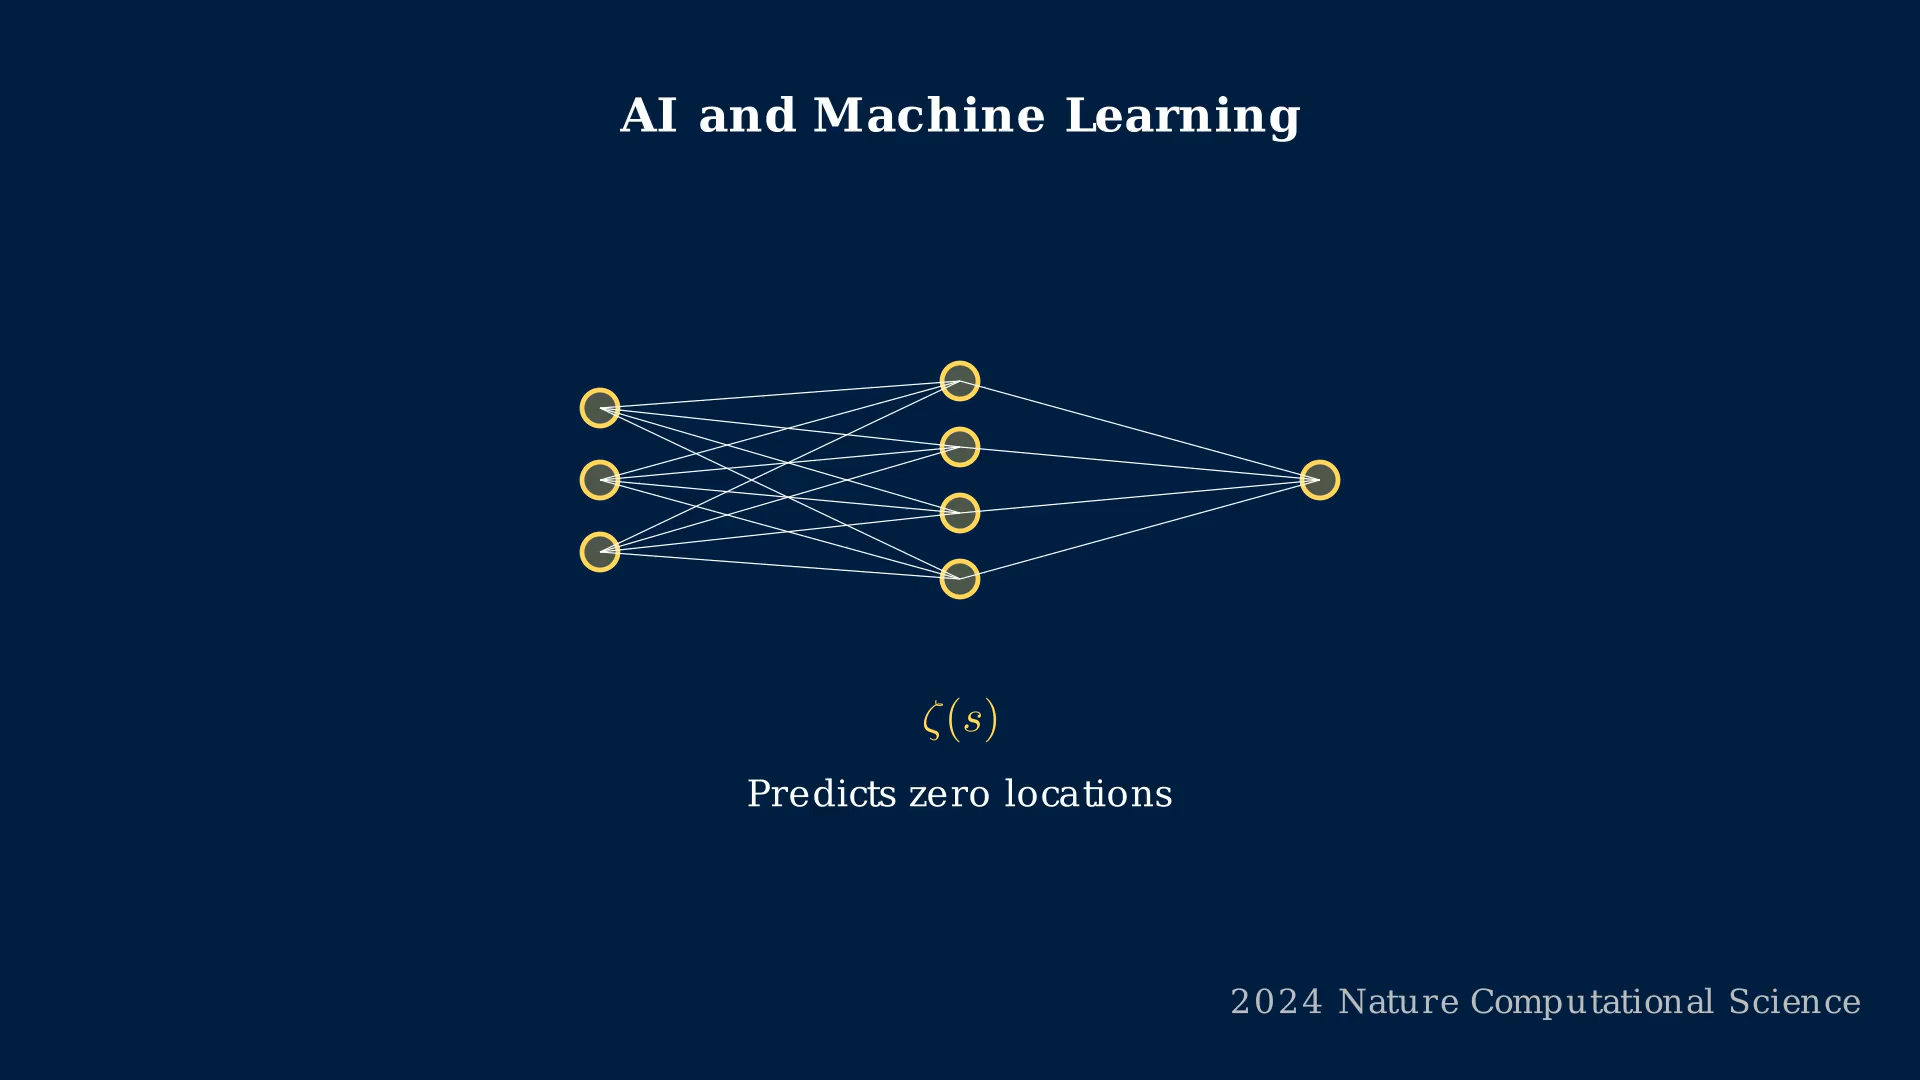 AI and Machine Learning
ζ(s)
Predicts zero locations
2024 Nature Computational Science